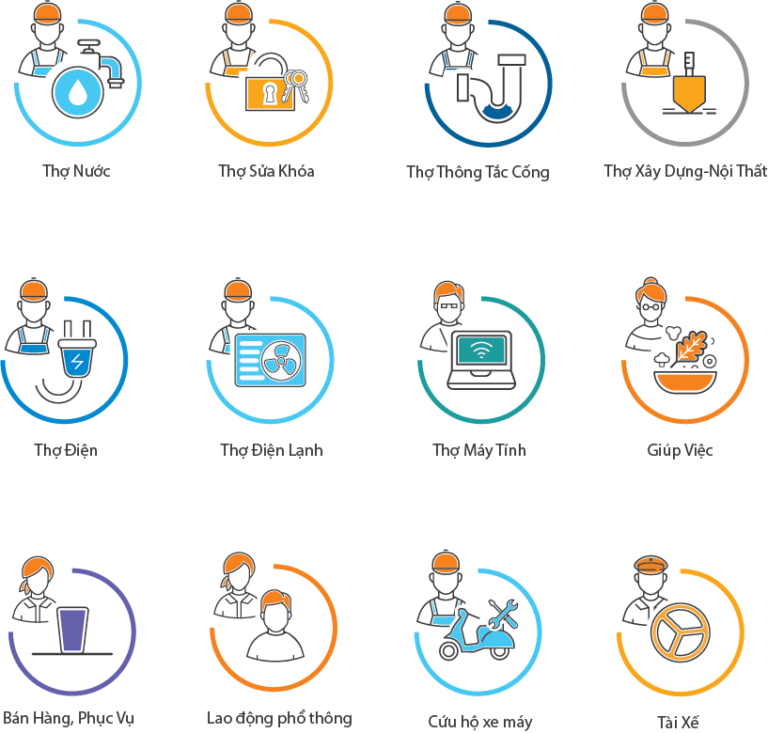 Thợ Nước
Thợ Sửa Khóa
Thợ Thông Tắc Cống
Thợ Xây Dựng-Nội Thất
Thợ Điện
Thợ Điện Lạnh
Thợ Máy Tính
Giúp Việc
Bán Hàng, Phục Vụ
Lao động phổ thông
Cứu hộ xe máy
Tài Xế